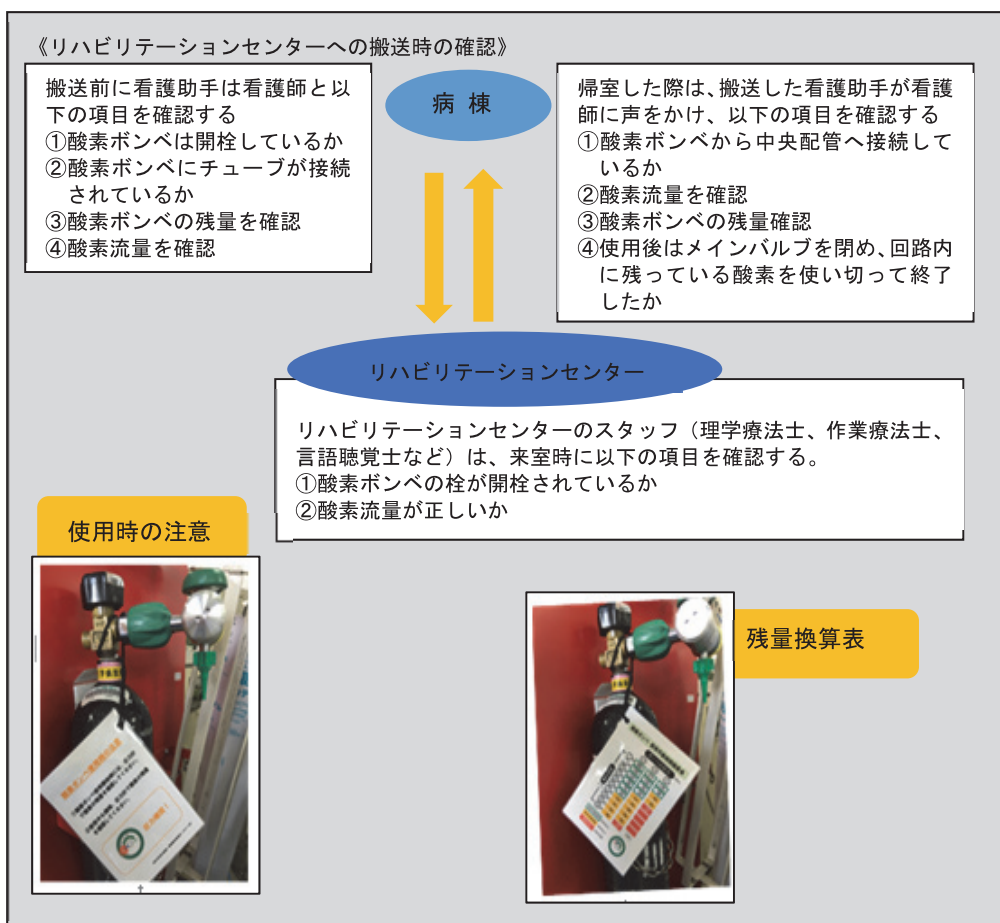 《リハビリテーションセンターへの搬送時の確認》
搬送前に看護助手は看護師と以
下の項目を確認する
①酸素ボンベは開栓しているか
②酸素ボンベにチューブが接続
されているか
③酸素ボンベの残量を確認
④酸素流量を確認
病棟
帰室した際は、搬送した看護助手が看護
師に声をかけ、以下の項目を確認する
①酸素ボンベから中央配管へ接続して
いるか
②酸素流量を確認
③酸素ボンベの残量確認
④使用後はメインバルブを閉め、回路内
に残っている酸素を使い切って終了
したか
リハビリテーションセンター
リハビリテーションセンターのスタッフ（理学療法士、作業療法士、
言語聴覚士など）は、来室時に以下の項目を確認する。
①酸素ボンベの栓が開栓されているか
②酸素流量が正しいか
使用時の注意
残量換算表